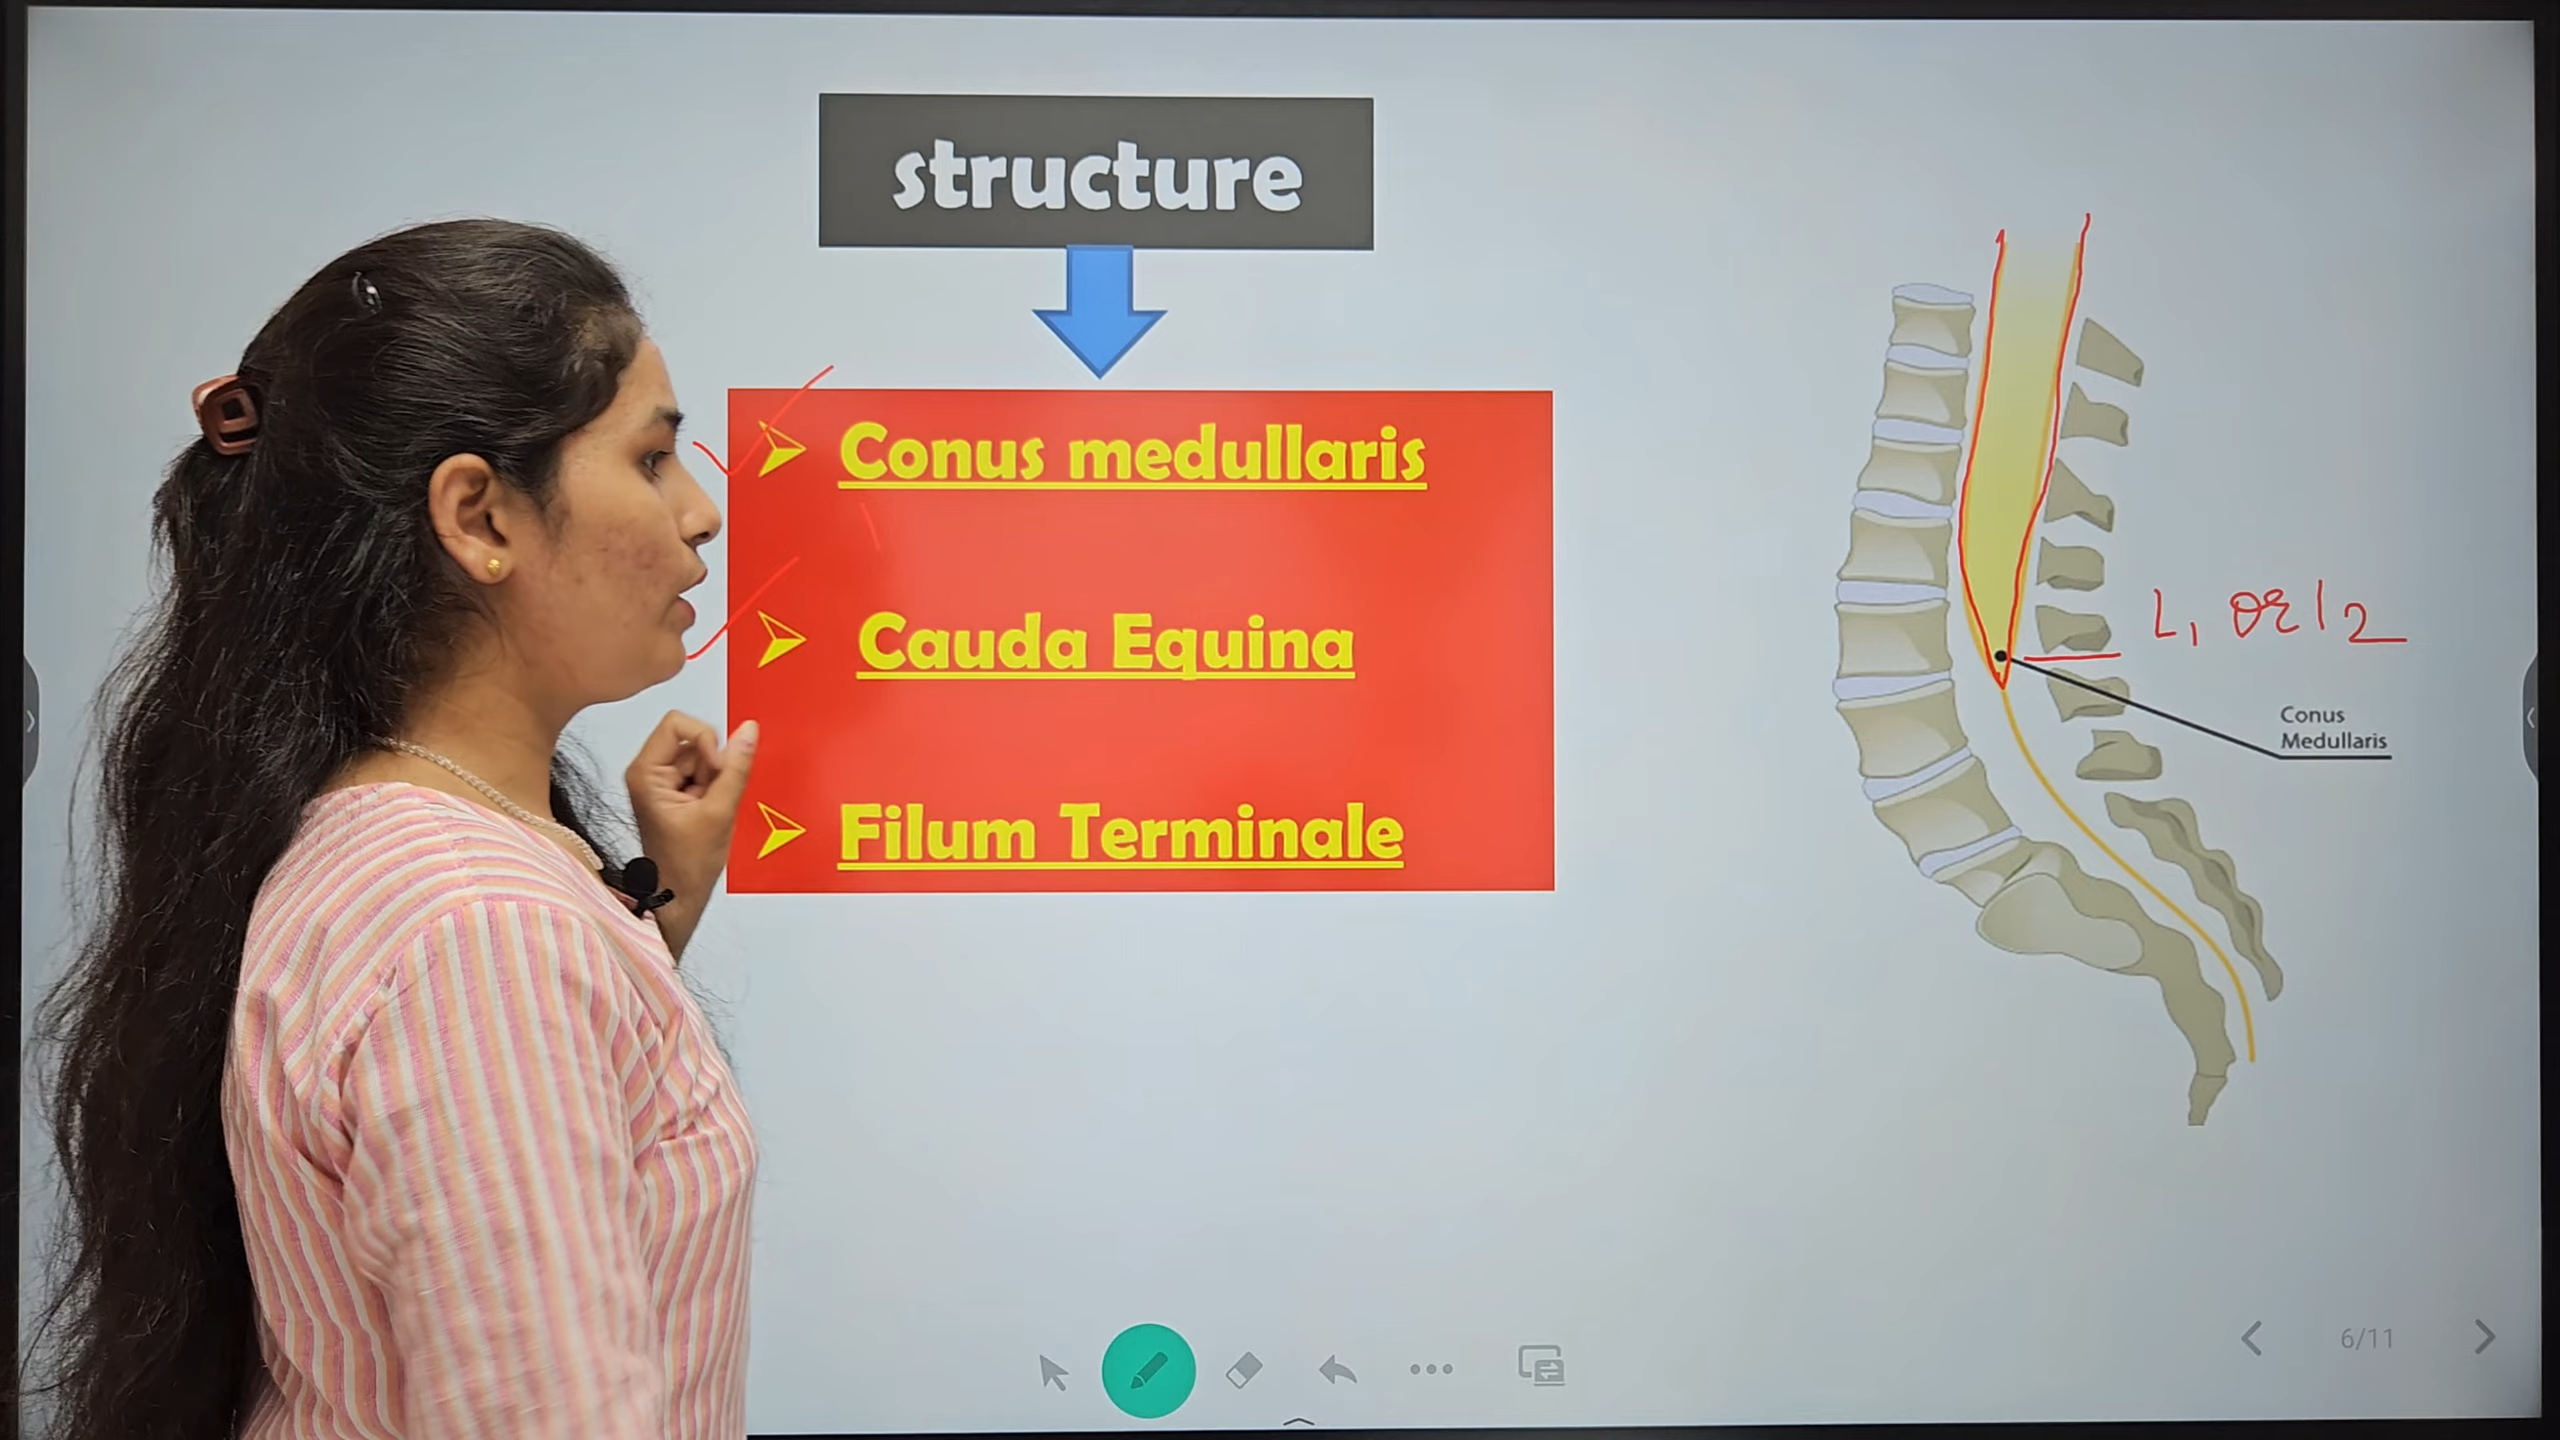 structure
Conus medullaris
Cauda Equina
Filum Terminale
L1 or L2
Conus
Medullaris
6/11